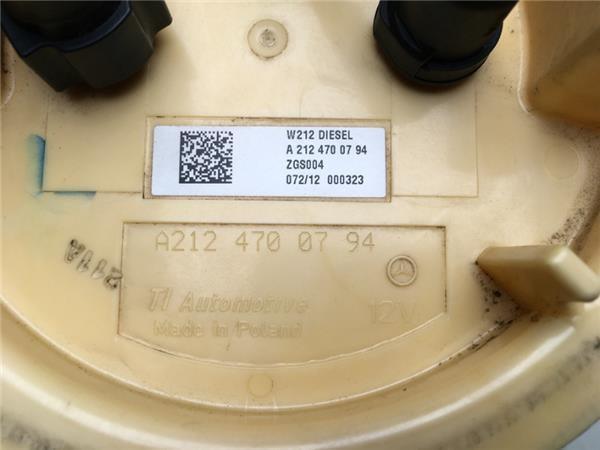 W212 DIESEL
A 212 470 07 94
ZGS004
072/12 000323
A212 470 07 94
211A
TI Automotive
12V
Made in Poland